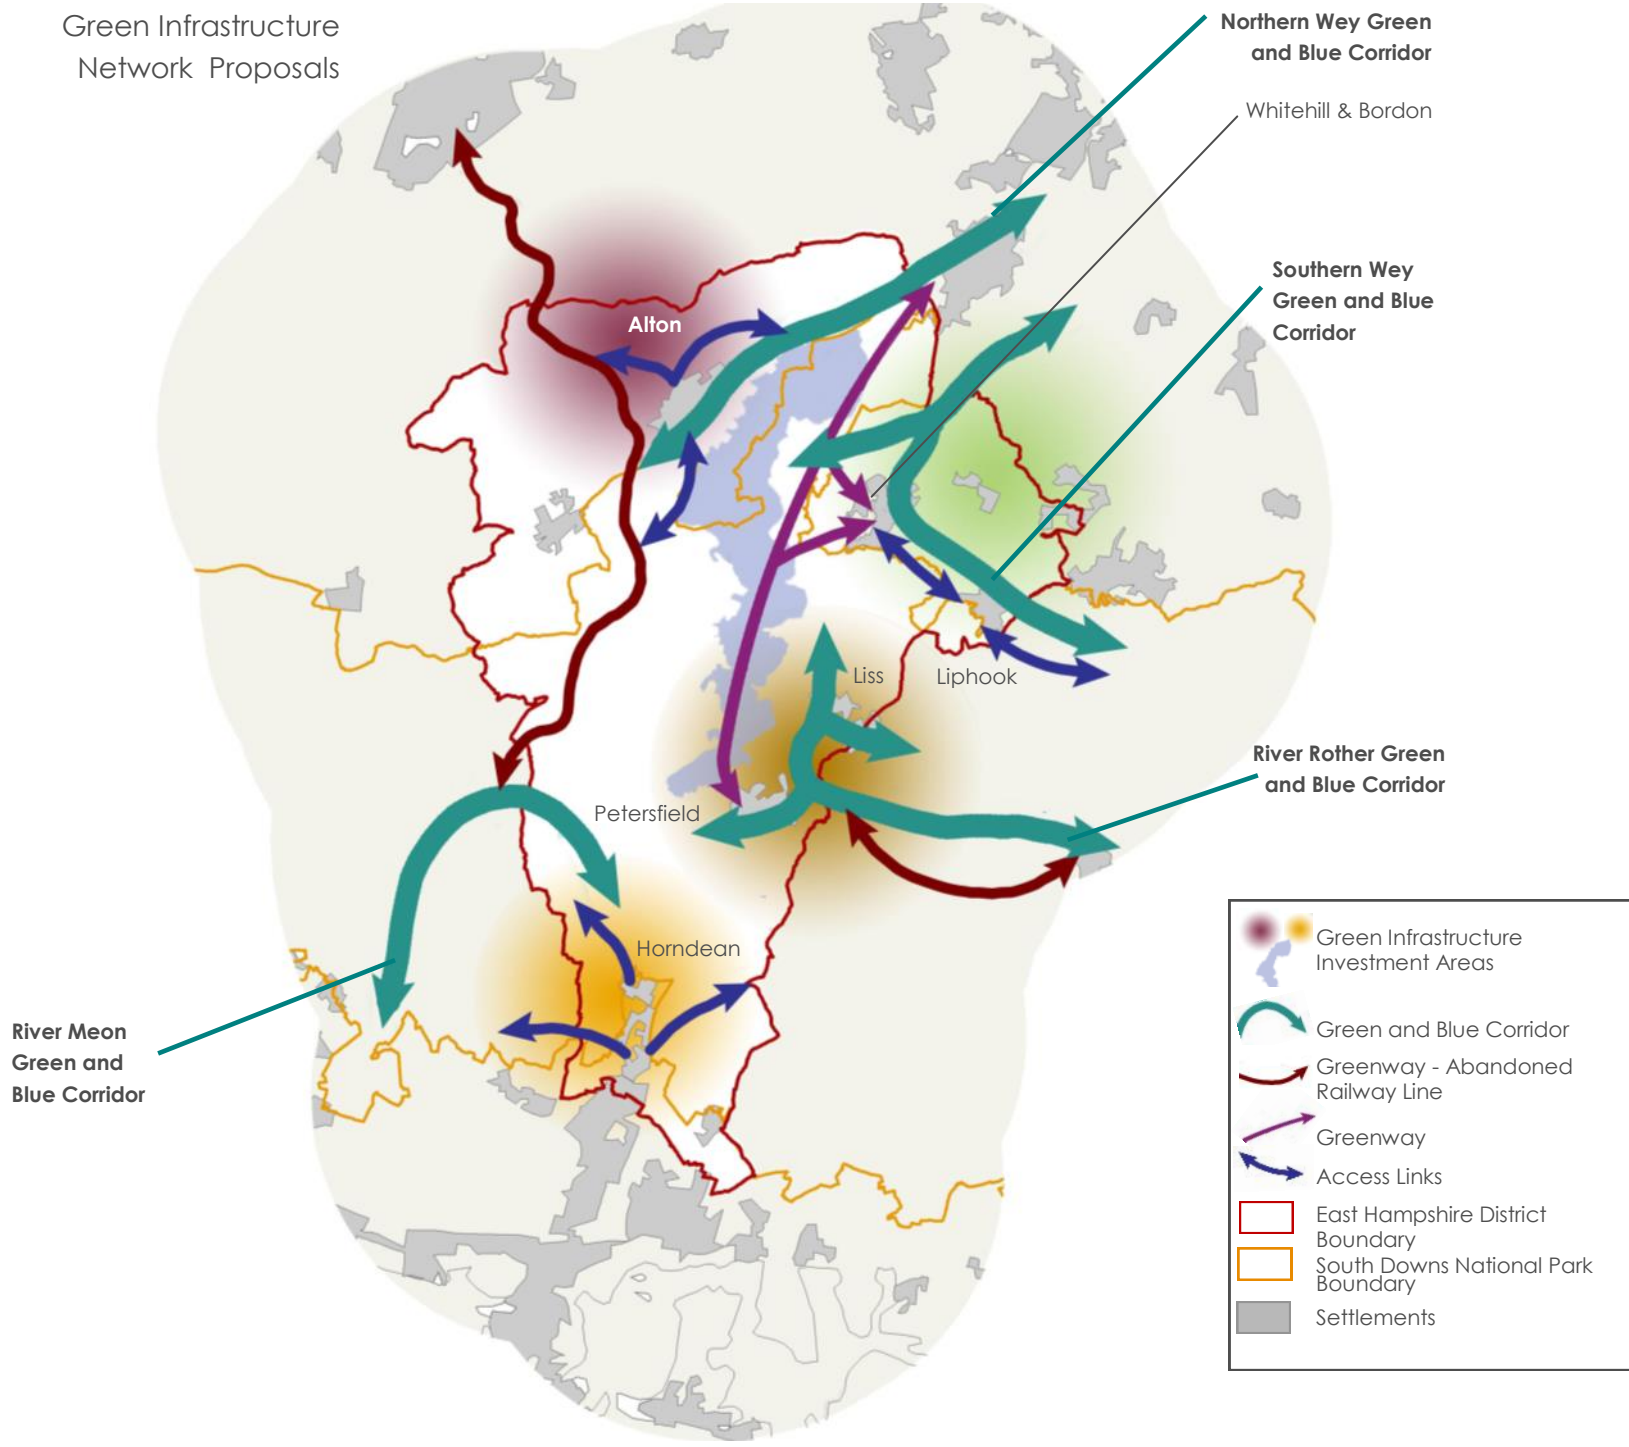 Green Infrastructure
Network Proposals
Northern Wey Green
and Blue Corridor
Whitehill & Bordon
Southern Wey
Green and Blue
Corridor
Alton
Liss
Liphook
River Rother Green
and Blue Corridor
Petersfield
Horndean
River Meon
Green and
Blue Corridor
Green Infrastructure
Investment Areas
Green and Blue Corridor
Greenway - Abandoned
Railway Line
Greenway
Access Links
East Hampshire District
Boundary
South Downs National Park
Boundary
Settlements